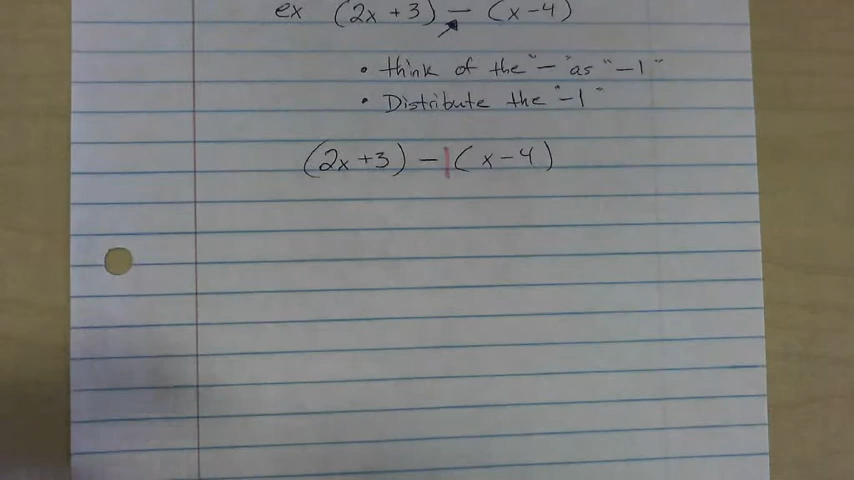 ex (2x + 3) - (x - 4)
• think of the "-" as "-1"
• Distribute the "-1"
(2x + 3) - 1(x - 4)